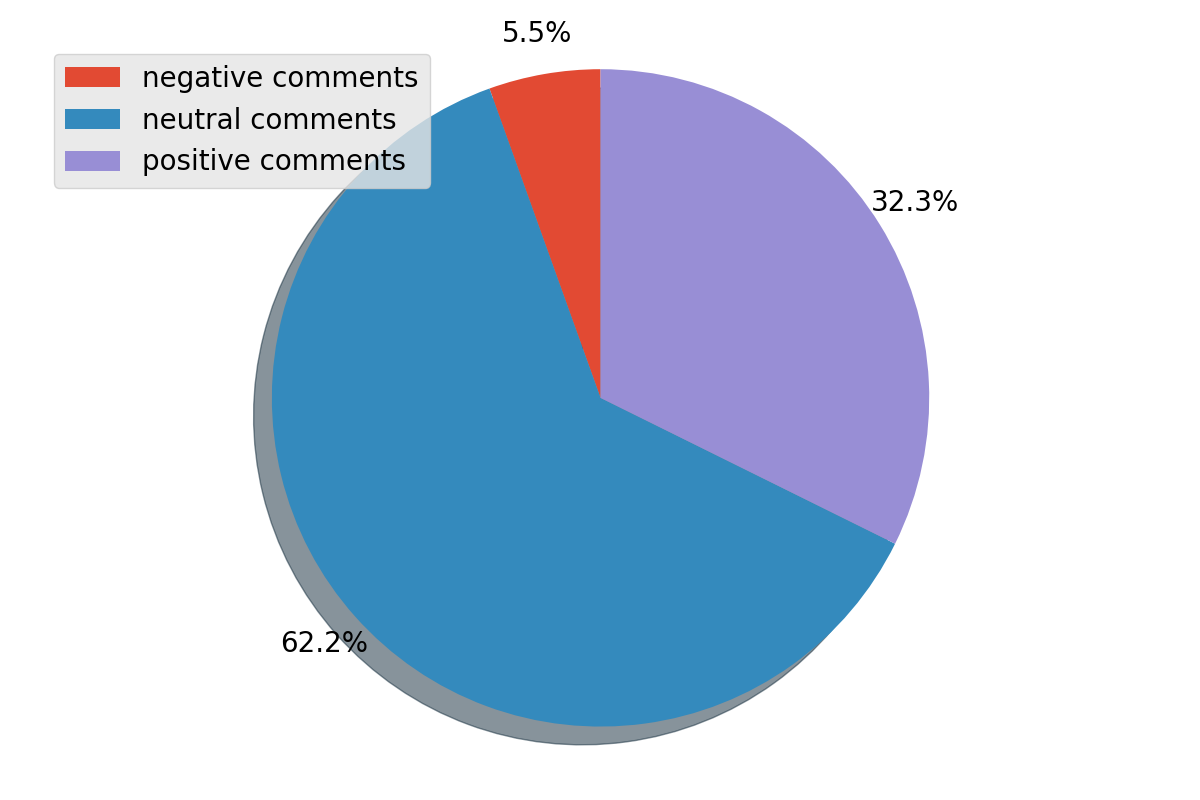 5.5%
negative comments
neutral comments
positive comments
32.3%
62.2%